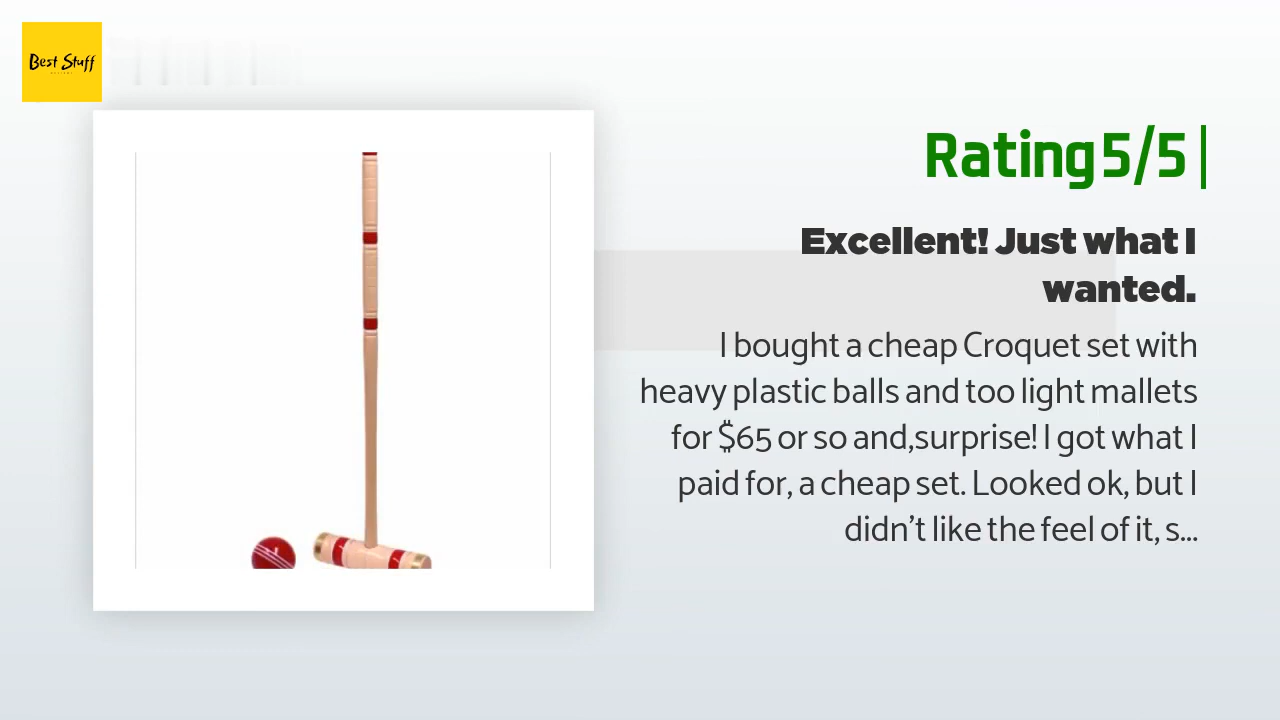 Best Stuff
Rating 5/5
Excellent! Just what I
wanted.
I bought a cheap Croquet set with
heavy plastic balls and too light mallets
for $65 or so and,surprise! I got what I
paid for, a cheap set. Looked ok, but I
didn't like the feel of it, s...